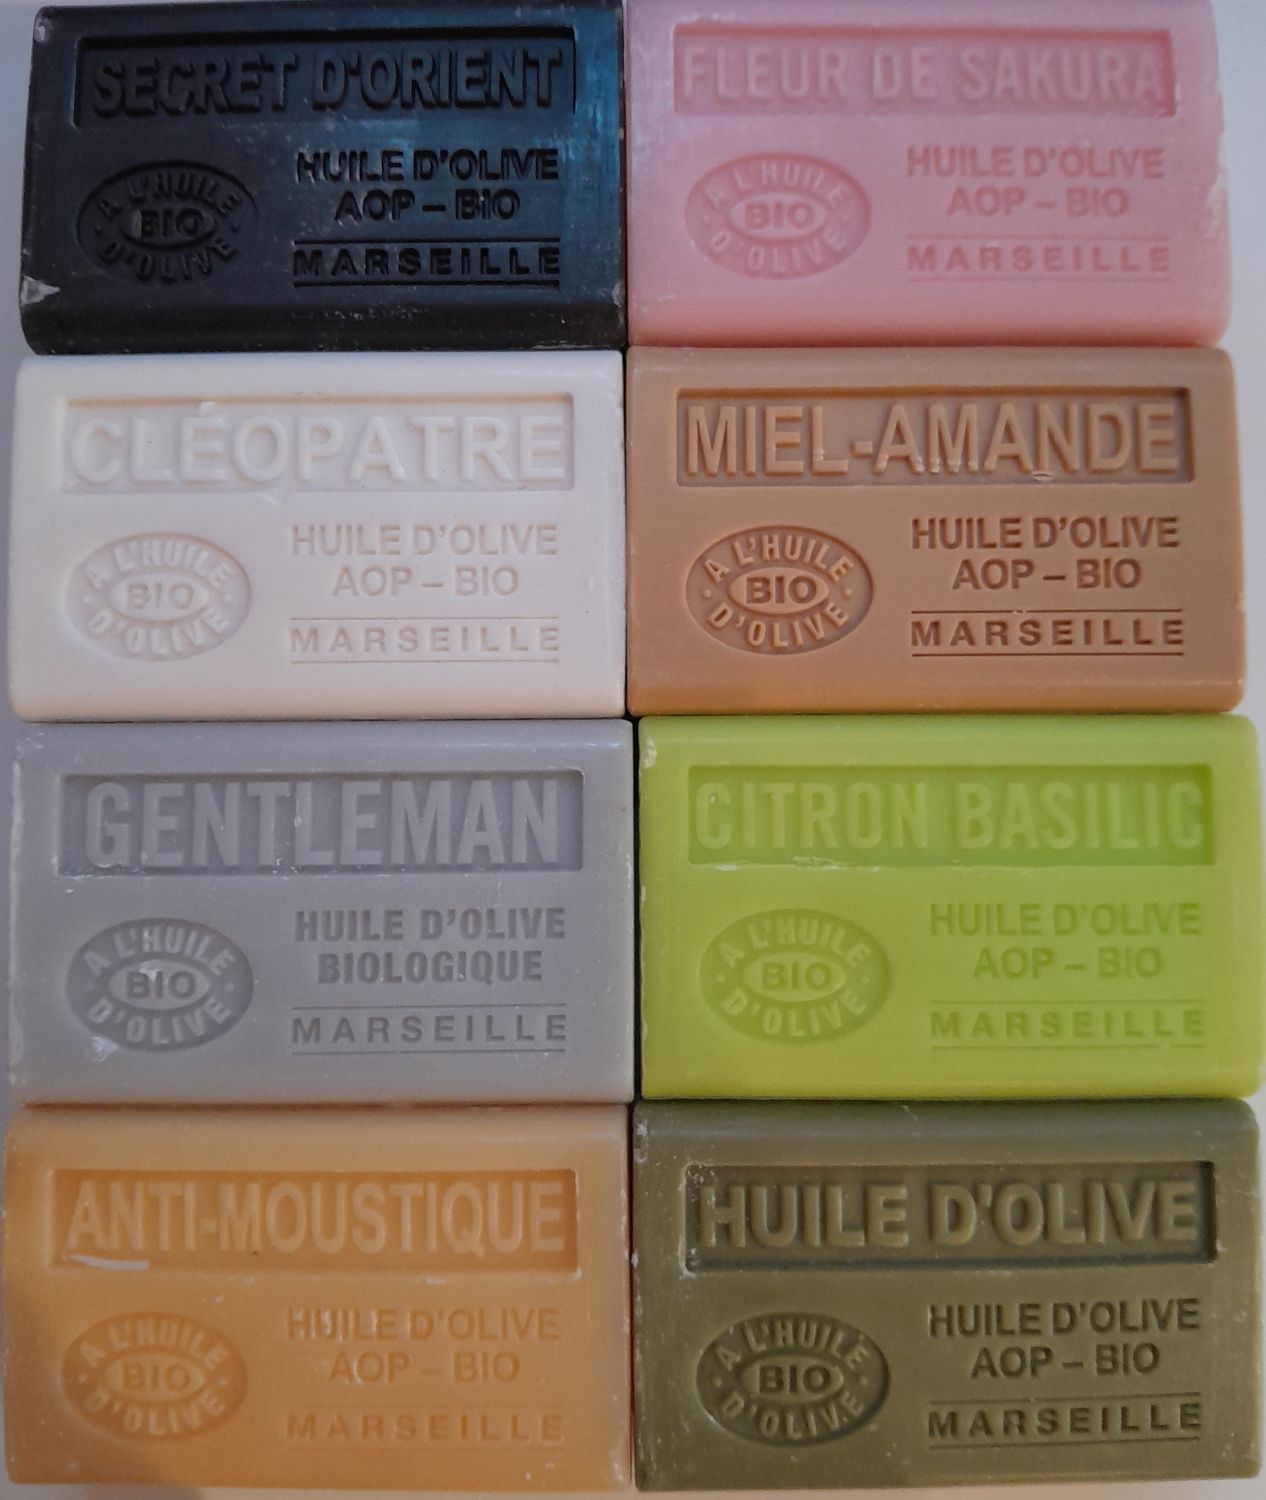 SECRET D'ORIENT
A L'HUILE
BIO
D'OLIVE
HUILE D'OLIVE
AOP – BIO
MARSEILLE
FLEUR DE SAKURA
A L'HUILE
BIO
D'OLIVE
HUILE D'OLIVE
AOP – BIO
MARSEILLE
CLÉOPATRE
A L'HUILE
BIO
D'OLIVE
HUILE D'OLIVE
AOP – BIO
MARSEILLE
MIEL-AMANDE
A L'HUILE
BIO
D'OLIVE
HUILE D'OLIVE
AOP – BIO
MARSEILLE
GENTLEMAN
A L'HUILE
BIO
D'OLIVE
HUILE D'OLIVE
BIOLOGIQUE
MARSEILLE
CITRON BASILIC
A L'HUILE
BIO
D'OLIVE
HUILE D'OLIVE
AOP – BIO
MARSEILLE
ANTI-MOUSTIQUE
A L'HUILE
BIO
D'OLIVE
HUILE D'OLIVE
AOP – BIO
MARSEILLE
HUILE D'OLIVE
A L'HUILE
BIO
D'OLIVE
HUILE D'OLIVE
AOP – BIO
MARSEILLE